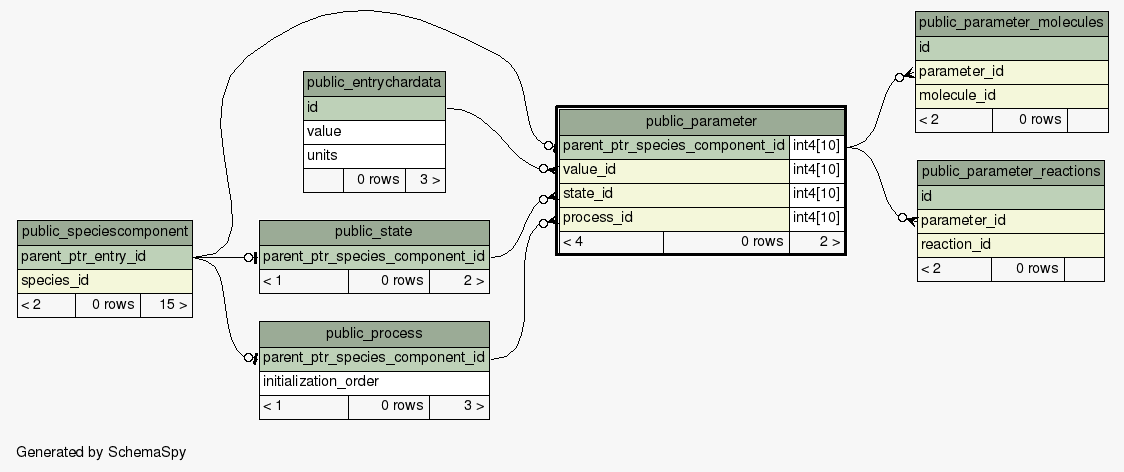 public_parameter_molecules
id
parameter_id
molecule_id
< 2 0 rows
public_entrychardata
id
value
units
0 rows 3 >
public_parameter
parent_ptr_species_component_id int4[10]
value_id int4[10]
state_id int4[10]
process_id int4[10]
< 4 0 rows 2 >
public_parameter_reactions
id
parameter_id
reaction_id
< 2 0 rows
public_speciescomponent
parent_ptr_entry_id
species_id
< 2 0 rows 15 >
public_state
parent_ptr_species_component_id
< 1 0 rows 2 >
public_process
parent_ptr_species_component_id
initialization_order
< 1 0 rows 3 >
Generated by SchemaSpy